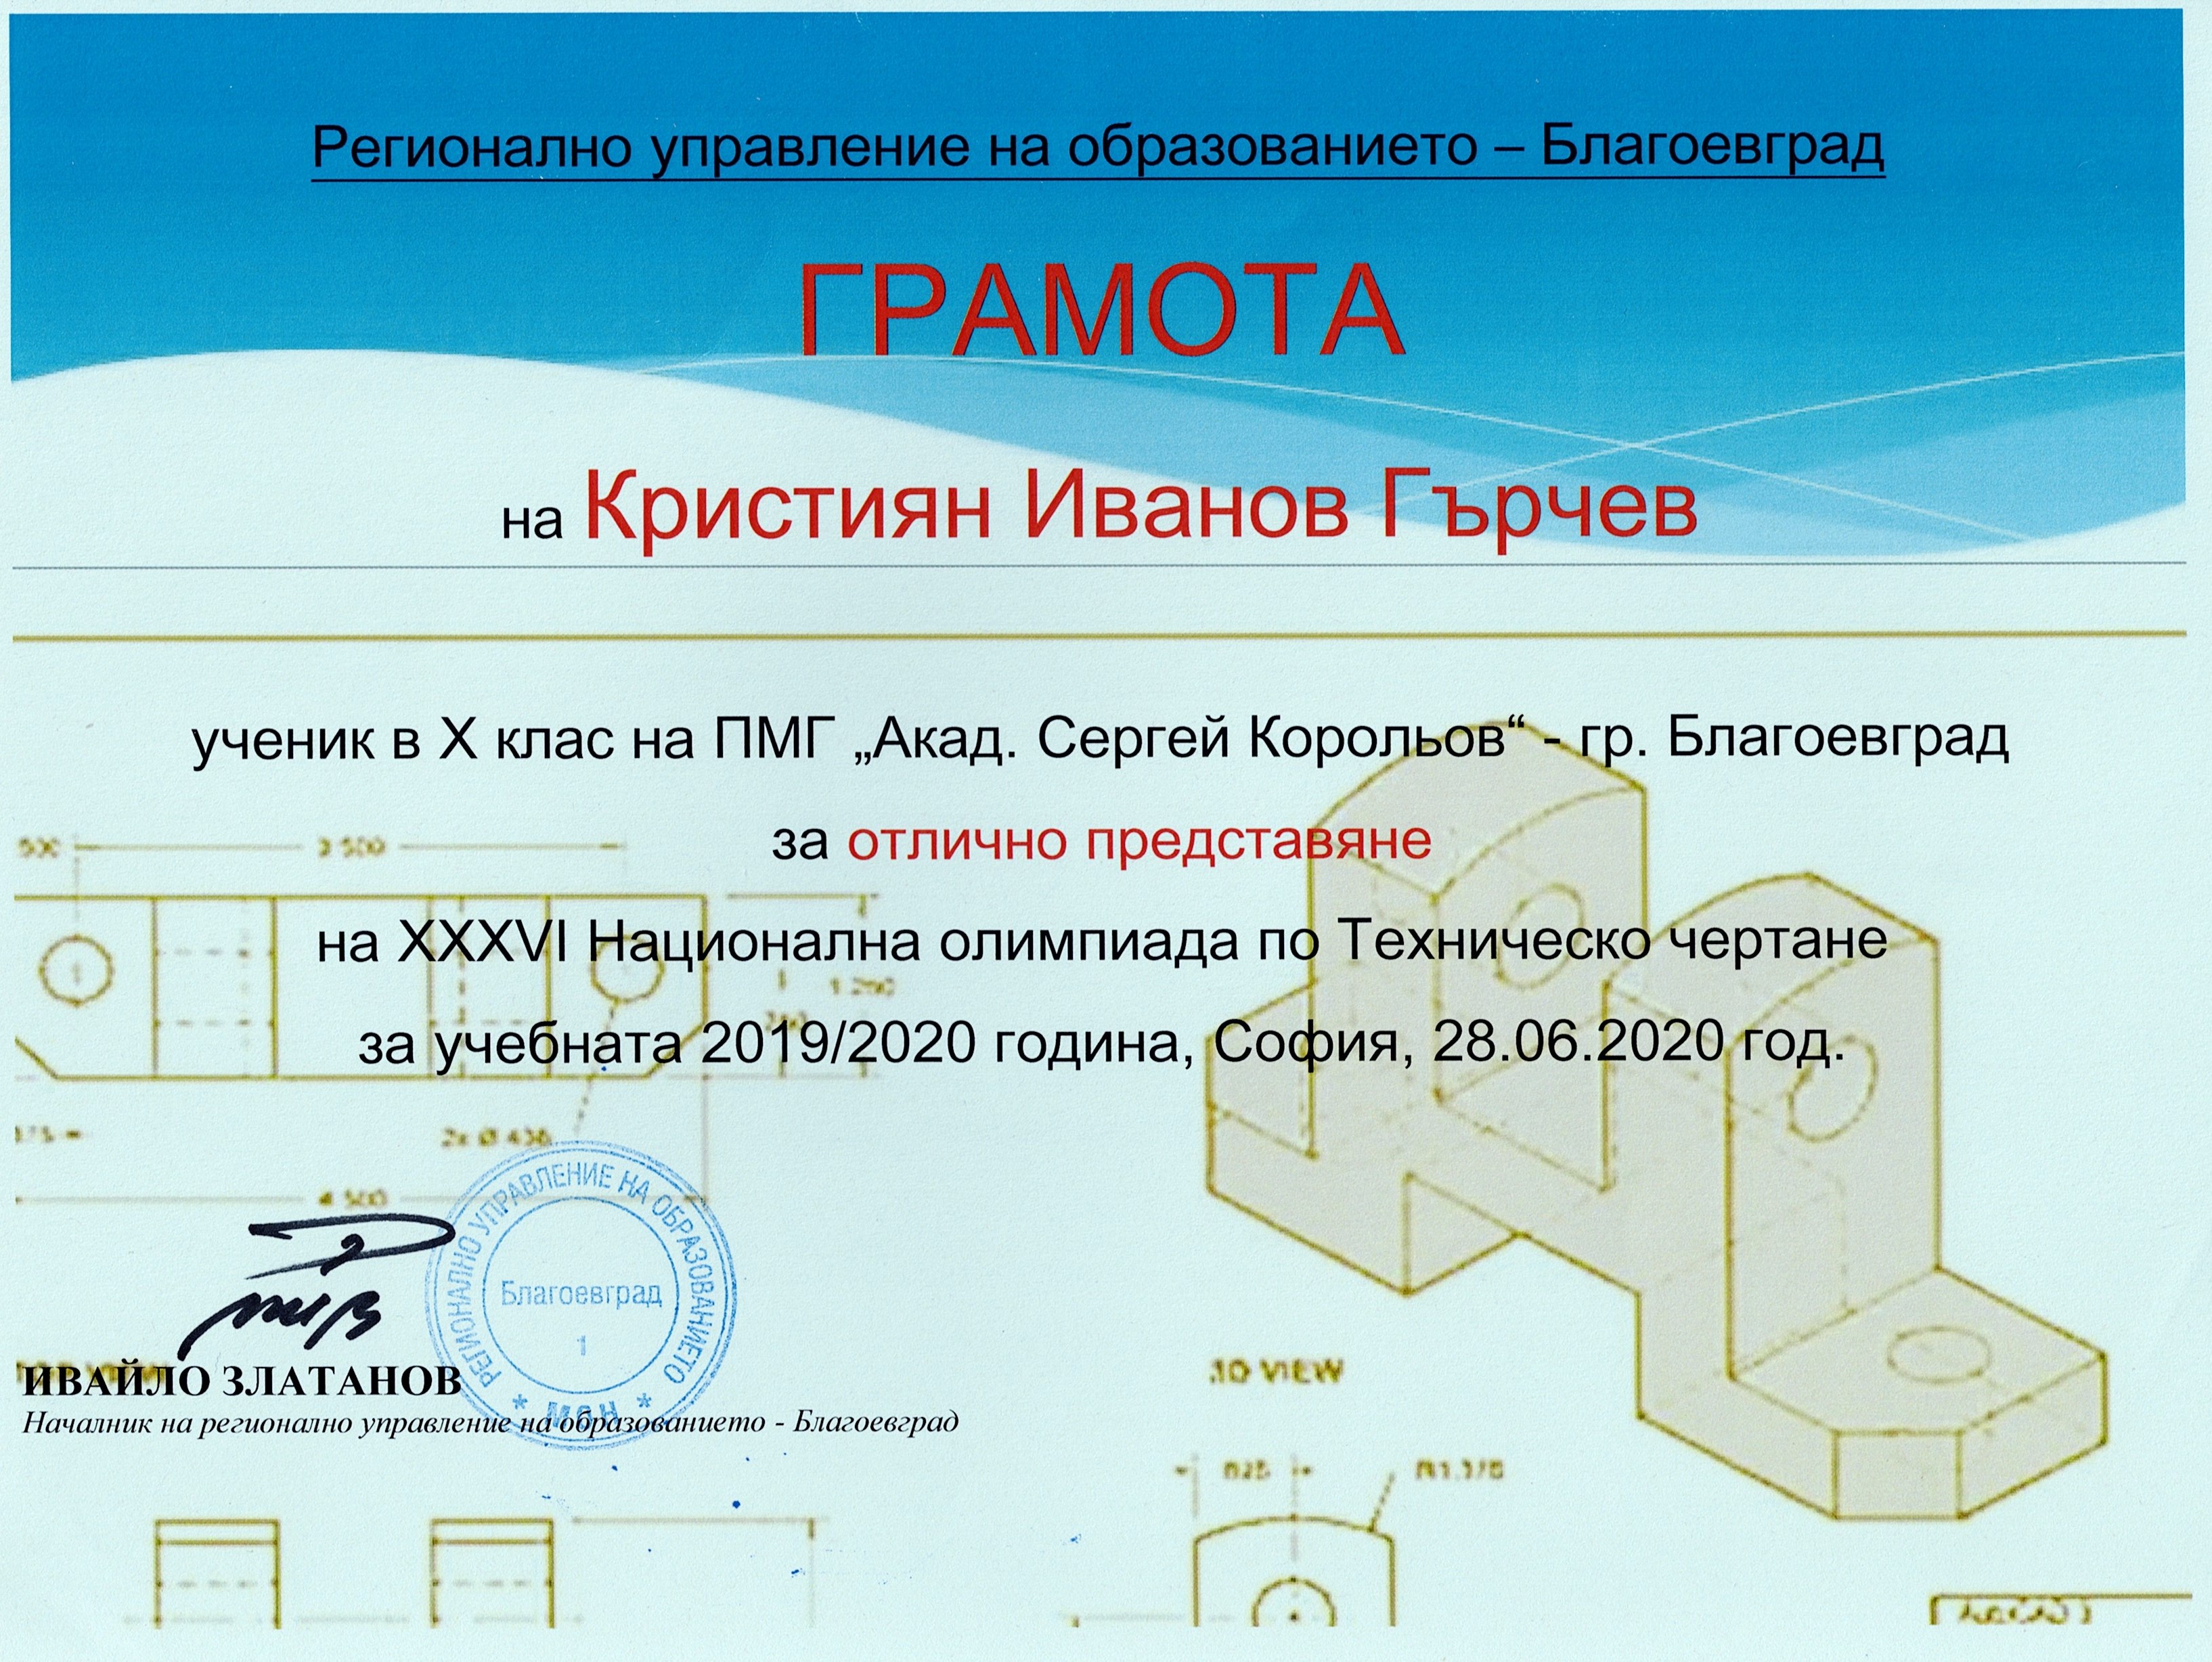 Регионално управление на образованието – Благоевград
ГРАМОТА
на Кристиян Иванов Гърчев
ученик в X клас на ПМГ „Акад. Сергей Корольов“ - гр. Благоевград
за отлично представяне
на XXXVI Национална олимпиада по Техническо чертане
за учебната 2019/2020 година, София, 28.06.2020 год.
500
3 500
1 250
2x Ø 436
4 500
РЕГИОНАЛНО УПРАВЛЕНИЕ НА ОБРАЗОВАНИЕТО
Благоевград
1
* МОН *
ИВАЙЛО ЗЛАТАНОВ
Началник на регионално управление на образованието - Благоевград
3D VIEW
625
R1.375